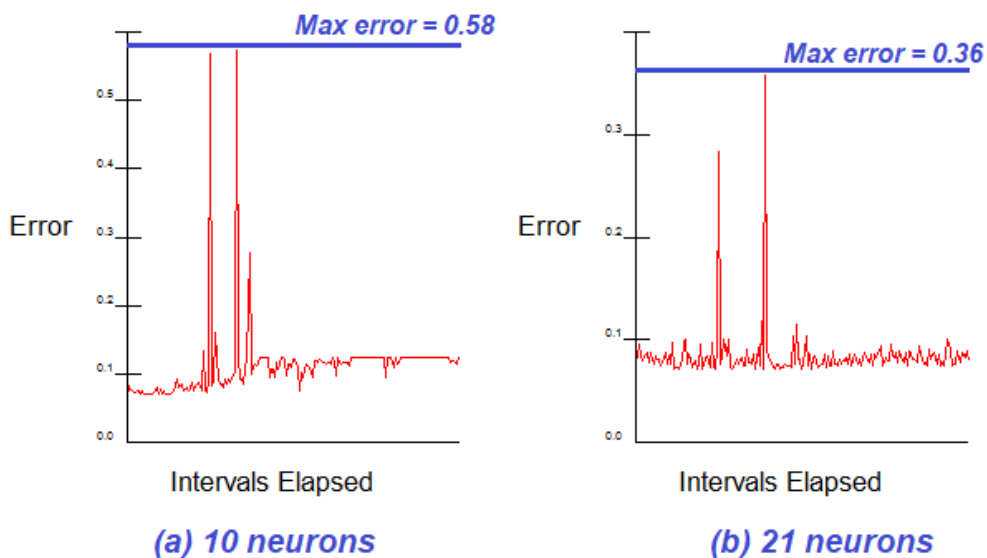 Max error = 0.58
0.5
0.4
0.3
0.2
0.1
0.0
Error
Intervals Elapsed
(a) 10 neurons
Max error = 0.36
0.3
0.2
0.1
0.0
Error
Intervals Elapsed
(b) 21 neurons